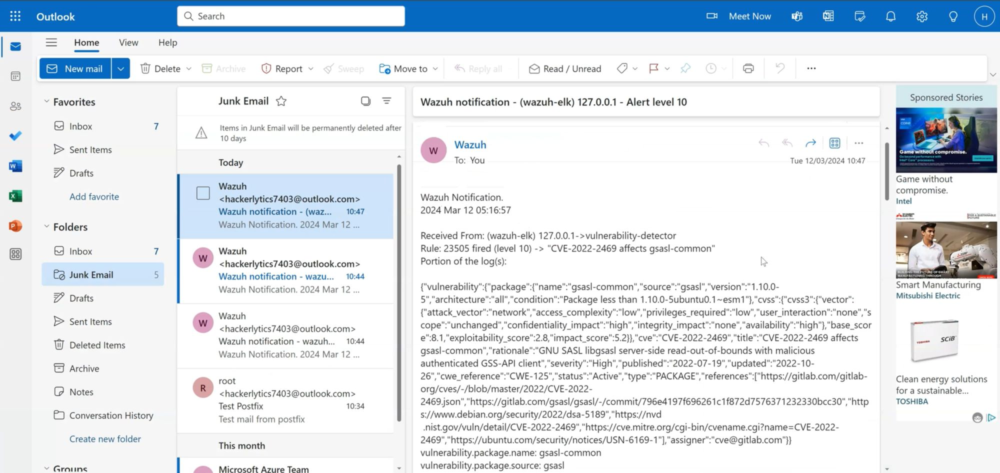 Outlook
Search
Meet Now
H
Home
View
Help
New mail
Delete
Archive
Report
Sweep
Move to
Reply all
Read / Unread
Favorites
Inbox
7
Sent Items
Drafts
Add favorite
Folders
Inbox
7
Junk Email
5
Drafts
Sent Items
Deleted Items
Archive
Notes
Conversation History
Create new folder
Groups
Junk Email
Items in Junk Email will be permanently deleted after
10 days
Today
Wazuh
<hackerlytics7403@outlook.com>
Wazuh notification - (waz...
10:47
Wazuh Notification. 2024 Mar 12 ...
W
Wazuh
<hackerlytics7403@outlook.com>
Wazuh notification - wazu...
10:44
Wazuh Notification. 2024 Mar 12 ...
W
Wazuh
<hackerlytics7403@outlook.com>
Wazuh notification - wazuh...
10:44
Wazuh Notification. 2024 Mar 12 ...
R
root
<hackerlytics7403@outlook.com>
Test Postfix
10:34
Test mail from postfix
This month
Microsoft Azure Team
Wazuh notification - (wazuh-elk) 127.0.0.1 - Alert level 10
W
Wazuh
To: You
Tue 12/03/2024 10:47
Wazuh Notification.
2024 Mar 12 05:16:57
Received From: (wazuh-elk) 127.0.0.1->vulnerability-detector
Rule: 23505 fired (level 10) -> "CVE-2022-2469 affects gsasl-common"
Portion of the log(s):
{"vulnerability":{"package":{"name":"gsasl-common","source":"gsasl","version":"1.10.0-
5","architecture":"all","condition":"Package less than 1.10.0-5ubuntu0.1~esm1"},"cvss":{"cvss3":{"vector":
{"attack_vector":"network","access_complexity":"low","privileges_required":"low","user_interaction":"none","s
cope":"unchanged","confidentiality_impact":"high","integrity_impact":"none","availability":"high"},"base_scor
e":8.1,"exploitability_score":2.8,"impact_score":5.2}},"cve":"CVE-2022-2469","title":"CVE-2022-2469 affects
gsasl-common","rationale":"GNU SASL libgsasl server-side read-out-of-bounds with malicious
authenticated GSS-API client","severity":"High","published":"2022-07-19","updated":"2022-10-
26","cwe_reference":"CWE-125","status":"Active","type":"PACKAGE","references":["https://gitlab.com/gitlab-
org/cves/-/blob/master/2022/CVE-2022-
2469.json","https://gitlab.com/gsasl/gsasl/-/commit/796e4197f696261c1f872d7576371232330bcc30","http
s://www.debian.org/security/2022/dsa-5189","https://nvd
.nist.gov/vuln/detail/CVE-2022-2469","https://cve.mitre.org/cgi-bin/cvename.cgi?name=CVE-2022-
2469","https://ubuntu.com/security/notices/USN-6169-1"],"assigner":"cve@gitlab.com"}}
vulnerability.package.name: gsasl-common
vulnerability.package.source: gsasl
Sponsored Stories
Game without compromise.
Game without
compromise.
Intel
Smart Manufacturing
Mitsubishi Electric
TOSHIBA
SCiB
Clean energy solutions
for a sustainable...
TOSHIBA